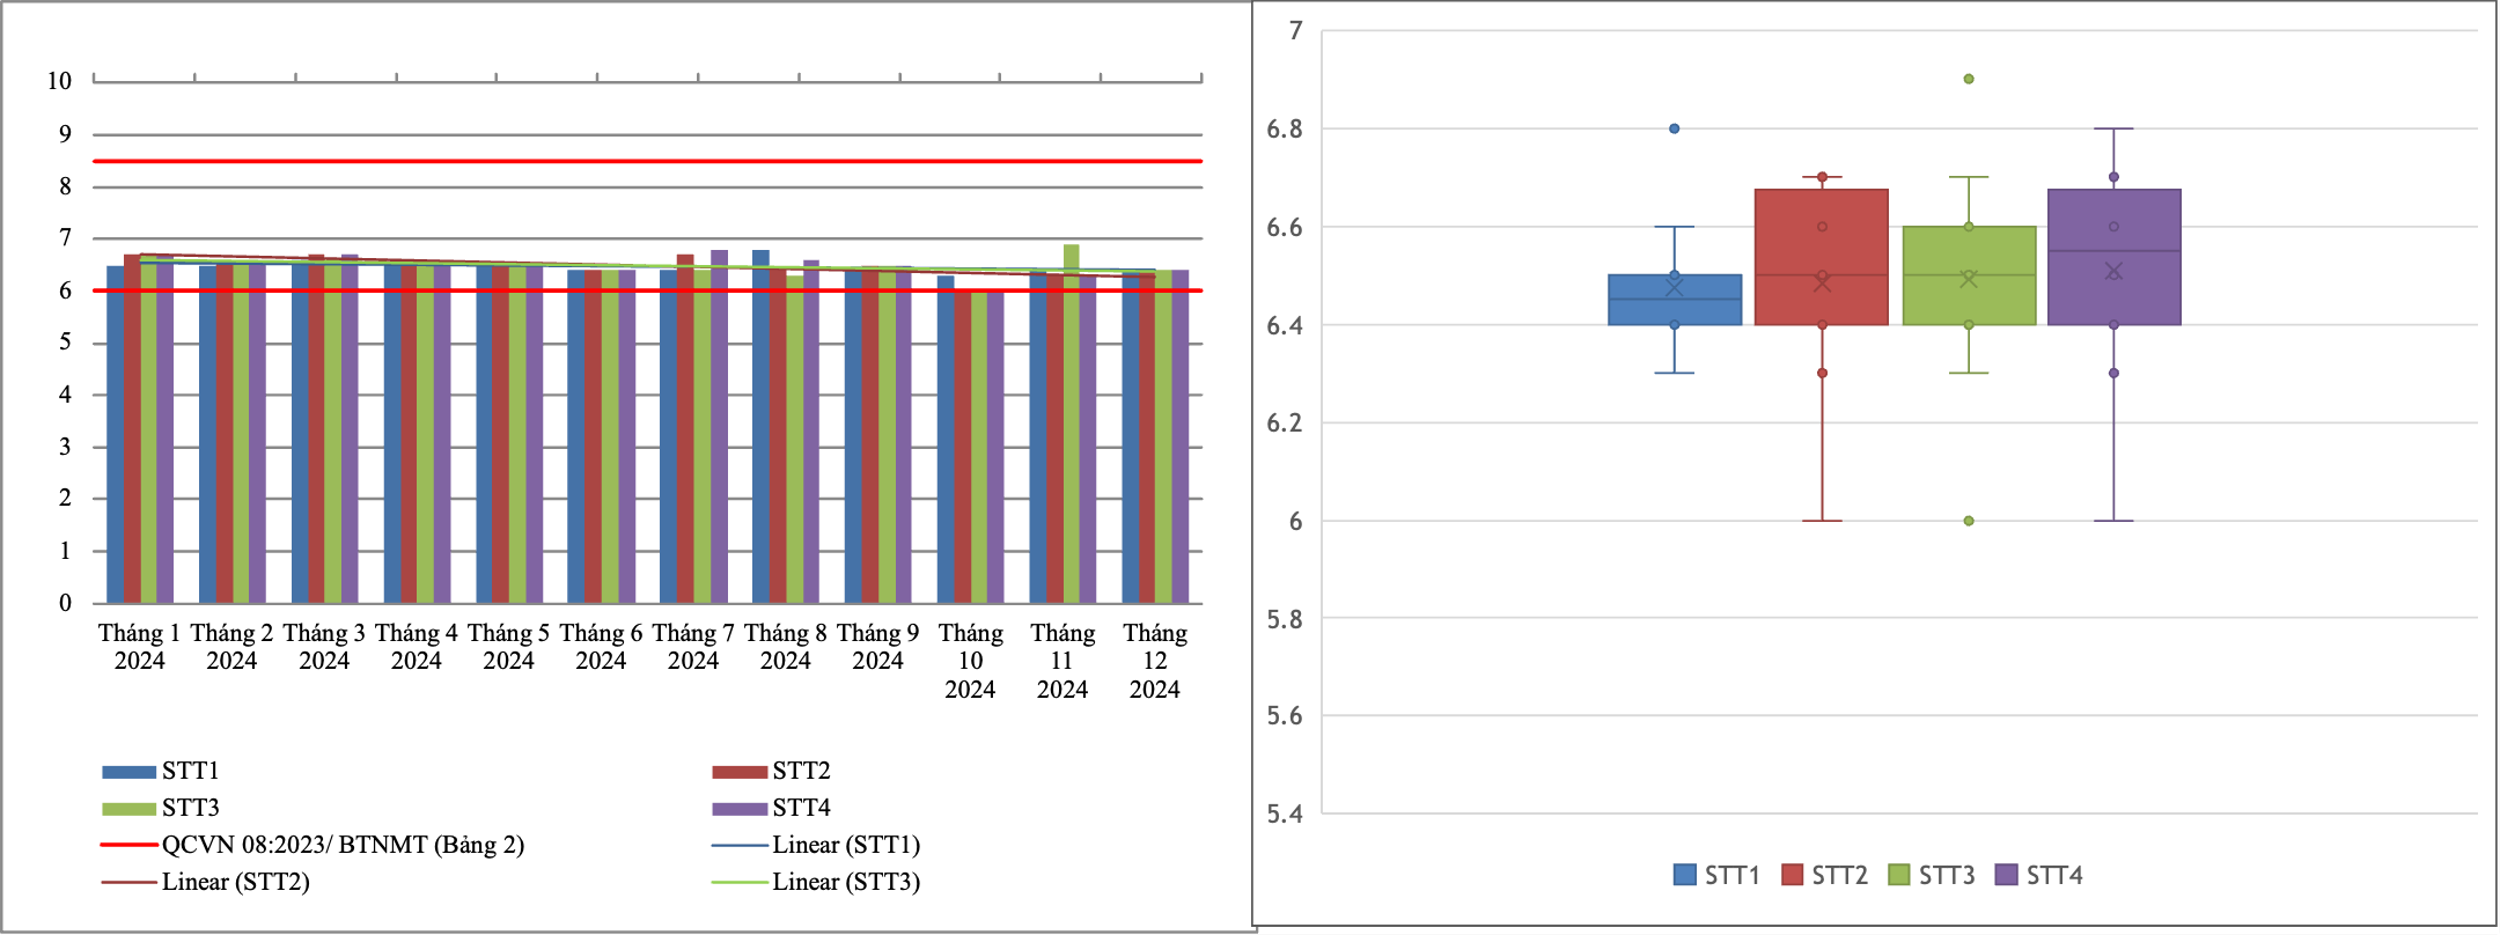 10
9
8
7
6
5
4
3
2
1
0
Tháng 1 2024
Tháng 2 2024
Tháng 3 2024
Tháng 4 2024
Tháng 5 2024
Tháng 6 2024
Tháng 7 2024
Tháng 8 2024
Tháng 9 2024
Tháng 10 2024
Tháng 11 2024
Tháng 12 2024
STT1
STT2
STT3
STT4
QCVN 08:2023/ BTNMT (Bảng 2)
Linear (STT1)
Linear (STT2)
Linear (STT3)
7
6.8
6.6
6.4
6.2
6
5.8
5.6
5.4
STT1 STT2 STT3 STT4